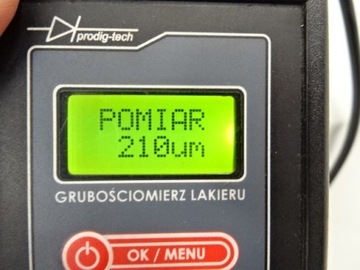 prodig-tech
POMIAR
210um
GRUBOŚCIOMIERZ LAKIERU
OK / MENU